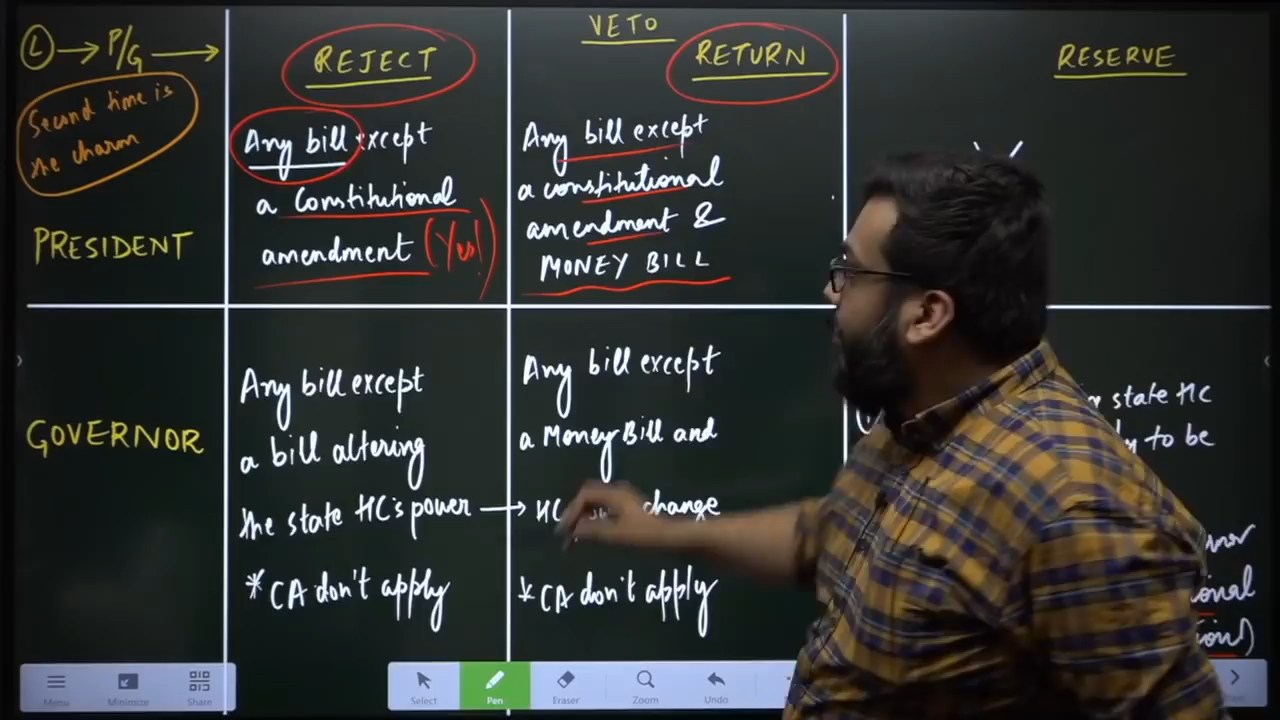 L → P/G →
Second time is
the charm
VETO
REJECT
RETURN
RESERVE
PRESIDENT
Any bill except
a Constitutional
amendment (Yes!)
Any bill except
a constitutional
amendment &
MONEY BILL
GOVERNOR
Any bill except
a bill altering
the state HC's power →
* CA don't apply
Any bill except
a Money Bill and
HC change
* CA don't apply
state HC
to be
Menu
Minimize
Share
Select
Pen
Eraser
Zoom
Undo